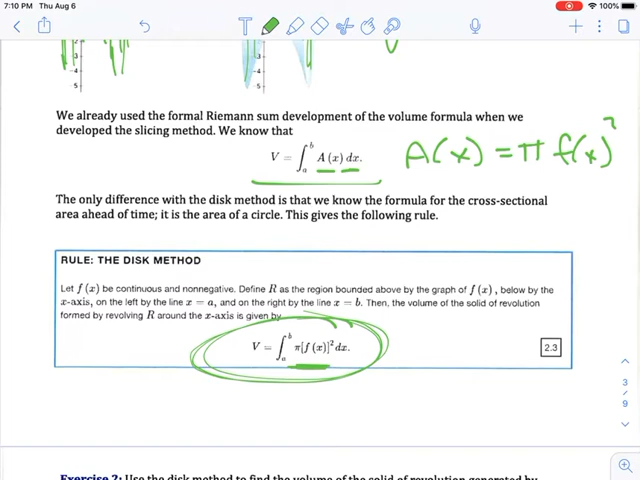 7:10 PM Thu Aug 6
100%
T
-4
5
-3
-4
5
We already used the formal Riemann sum development of the volume formula when we
developed the slicing method. We know that
V = ∫_a^b A(x) dx.
A(x) = π f(x)²
The only difference with the disk method is that we know the formula for the cross-sectional
area ahead of time; it is the area of a circle. This gives the following rule.
RULE: THE DISK METHOD
Let f(x) be continuous and nonnegative. Define R as the region bounded above by the graph of f(x), below by the
x-axis, on the left by the line x = a, and on the right by the line x = b. Then, the volume of the solid of revolution
formed by revolving R around the x-axis is given by
V = ∫_a^b π[f(x)]² dx.
2.3
3
/
9
Exercise 2: Use the disk method to find the volume of the solid of revolution generated by